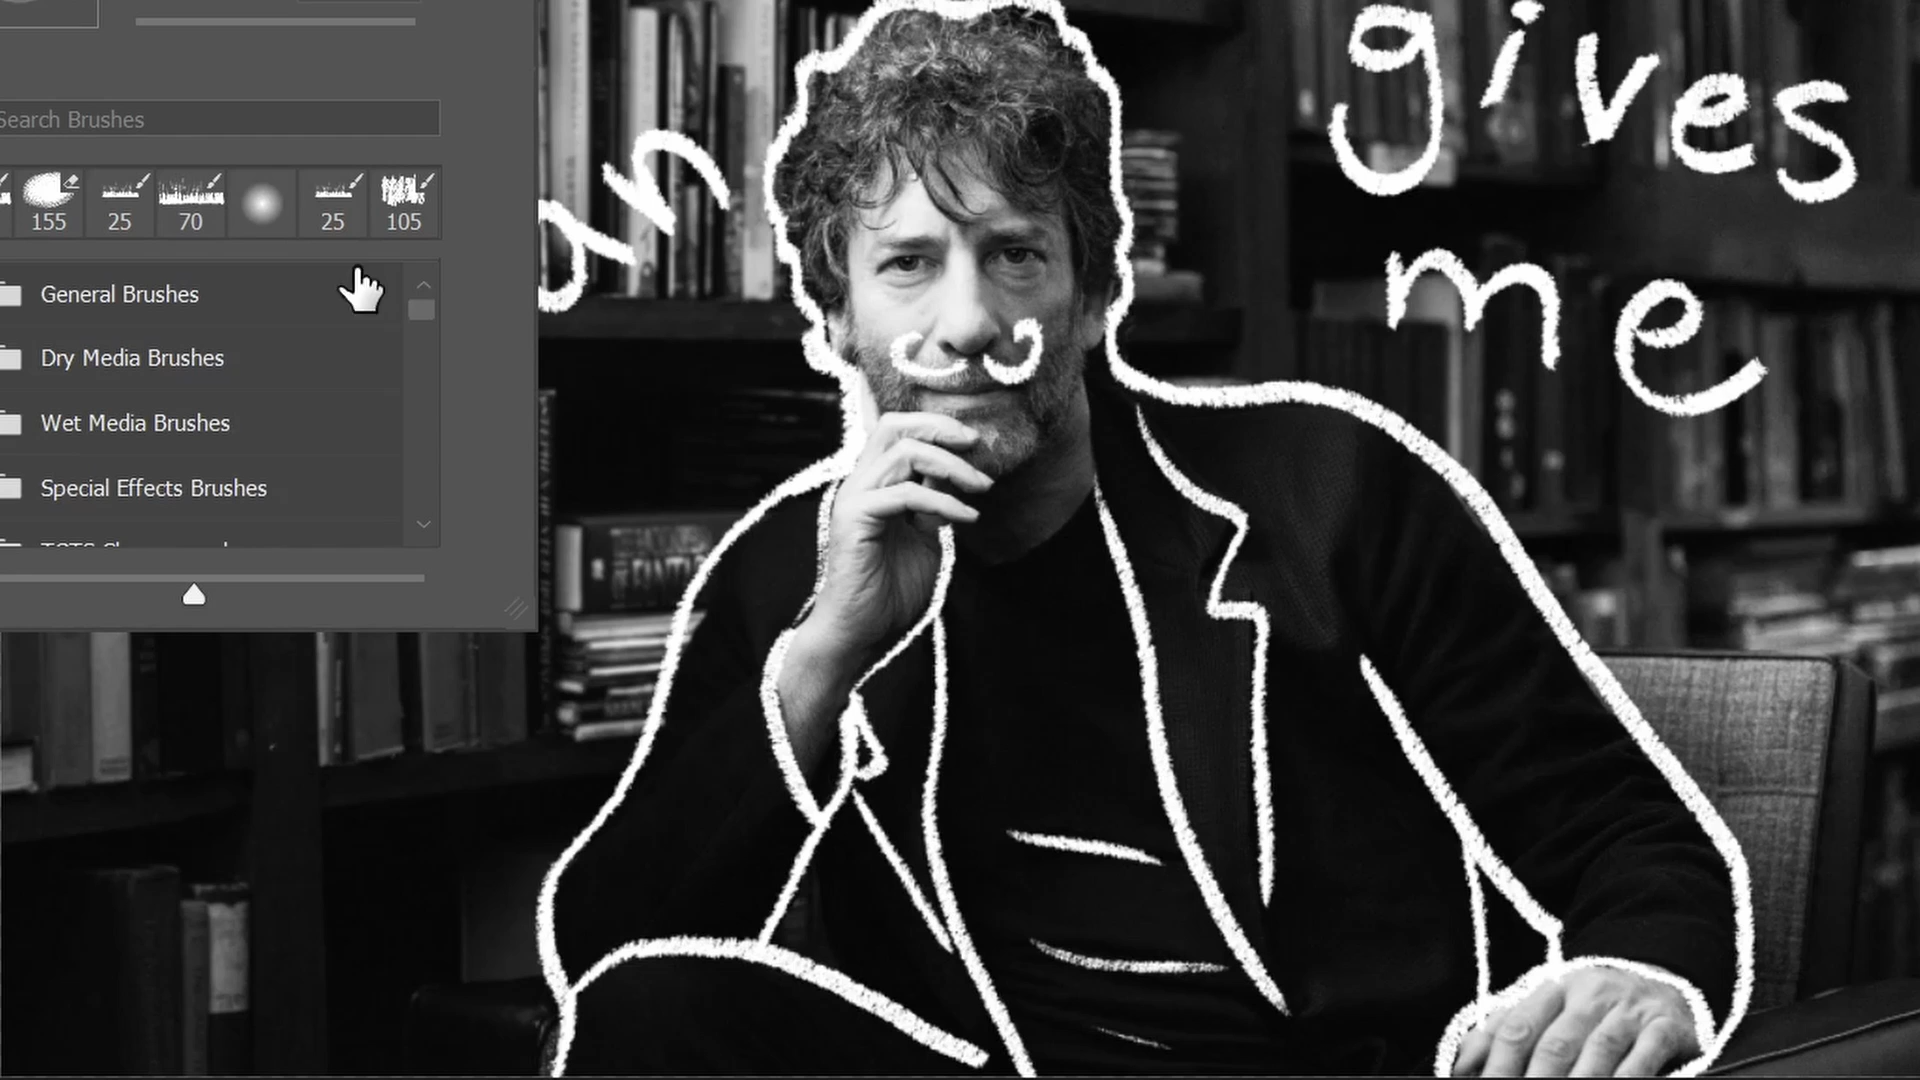 Search Brushes
155 25 70 25 105
General Brushes
Dry Media Brushes
Wet Media Brushes
Special Effects Brushes
an
gives
me